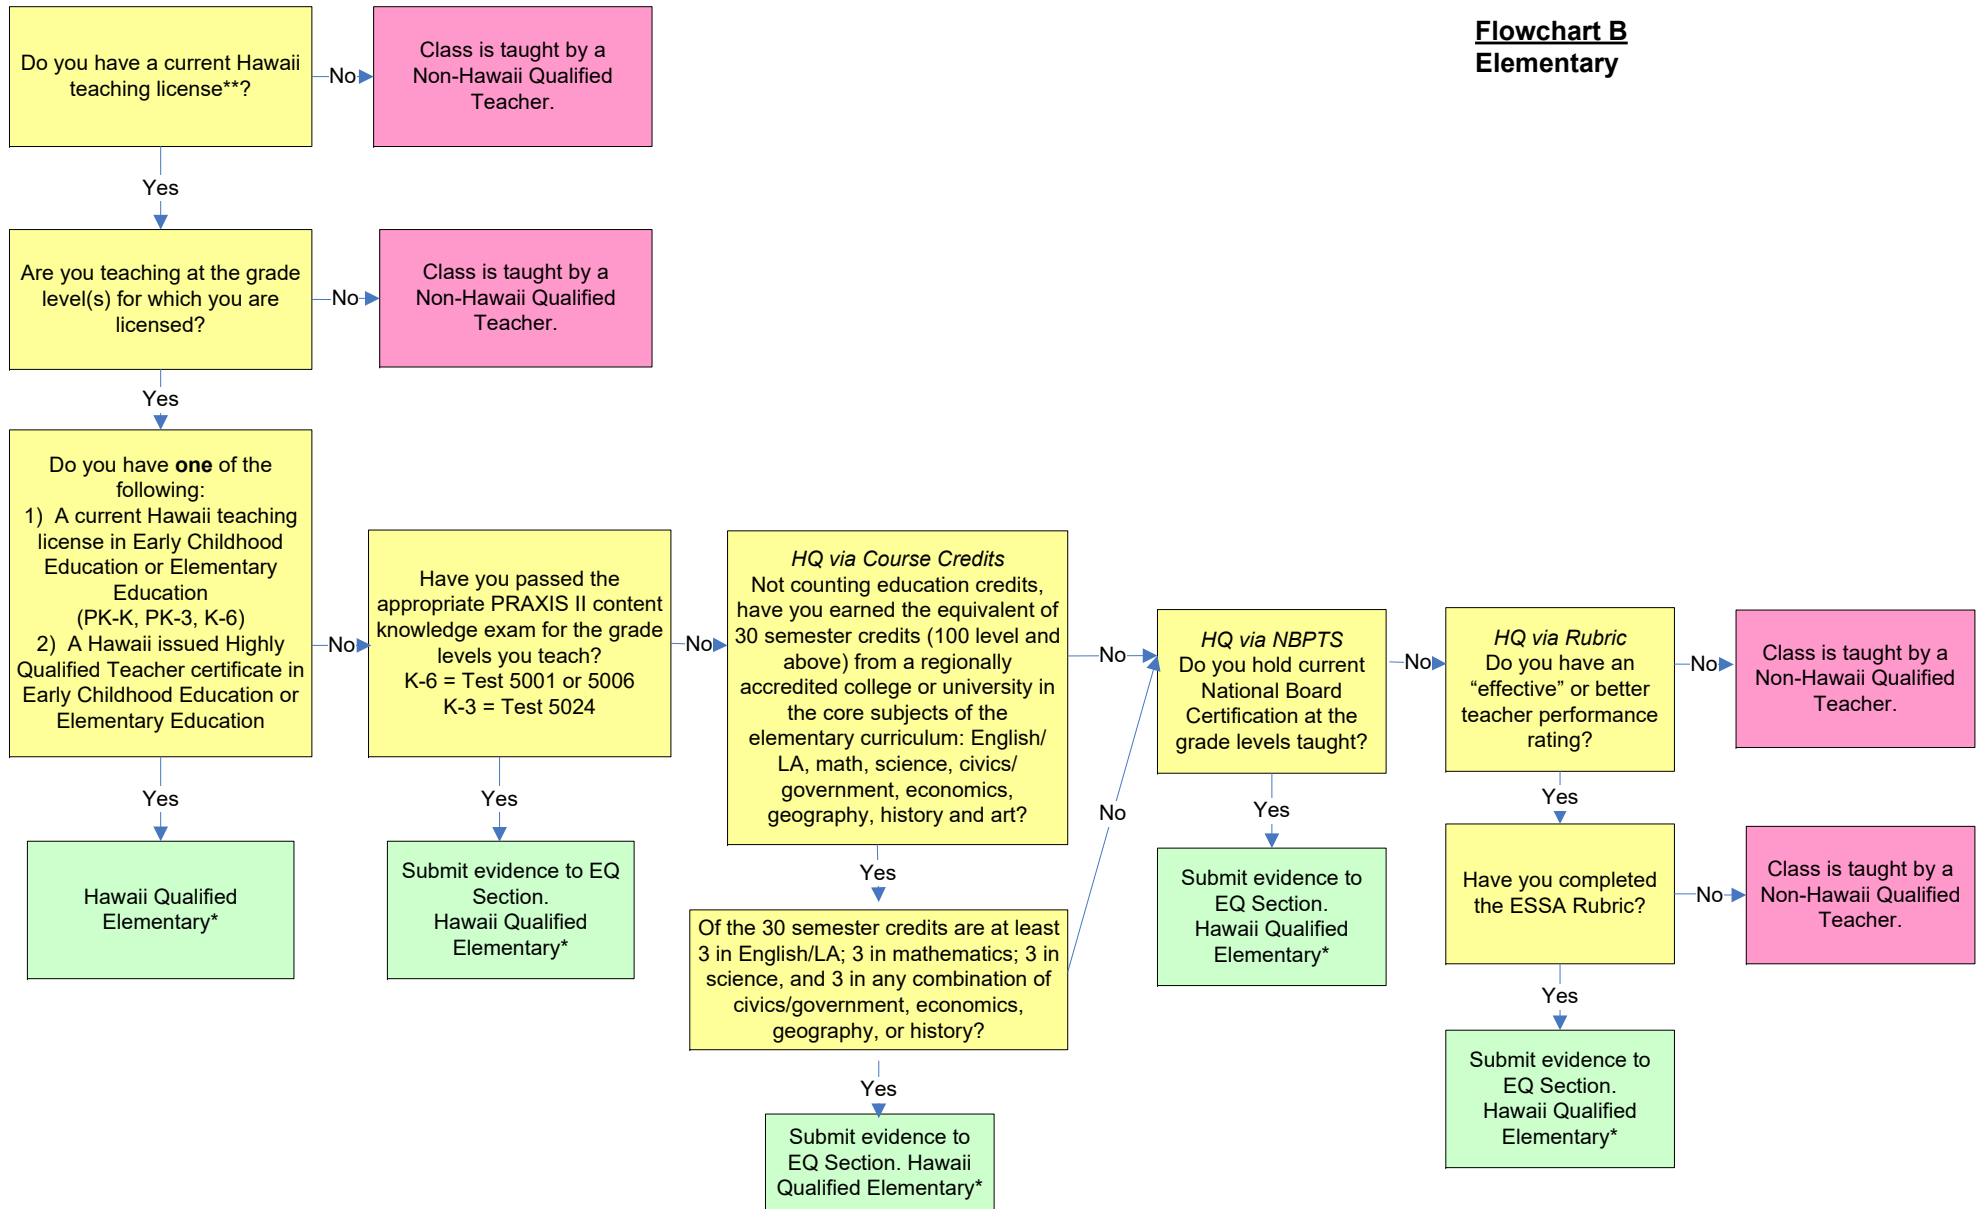 Flowchart B
Elementary
Do you have a current Hawaii
teaching license**?
No
Class is taught by a
Non-Hawaii Qualified
Teacher.
Yes
Are you teaching at the grade
level(s) for which you are
licensed?
No
Class is taught by a
Non-Hawaii Qualified
Teacher.
Yes
Do you have one of the
following:
1) A current Hawaii teaching
license in Early Childhood
Education or Elementary
Education
(PK-K, PK-3, K-6)
2) A Hawaii issued Highly
Qualified Teacher certificate in
Early Childhood Education or
Elementary Education
No
Yes
Hawaii Qualified
Elementary*
Have you passed the
appropriate PRAXIS II content
knowledge exam for the grade
levels you teach?
K-6 = Test 5001 or 5006
K-3 = Test 5024
No
Yes
Submit evidence to EQ
Section.
Hawaii Qualified
Elementary*
HQ via Course Credits
Not counting education credits,
have you earned the equivalent of
30 semester credits (100 level and
above) from a regionally
accredited college or university in
the core subjects of the
elementary curriculum: English/
LA, math, science, civics/
government, economics,
geography, history and art?
No
Yes
Of the 30 semester credits are at least
3 in English/LA; 3 in mathematics; 3 in
science, and 3 in any combination of
civics/government, economics,
geography, or history?
No
Yes
Submit evidence to
EQ Section. Hawaii
Qualified Elementary*
HQ via NBPTS
Do you hold current
National Board
Certification at the
grade levels taught?
No
Yes
Submit evidence to
EQ Section.
Hawaii Qualified
Elementary*
HQ via Rubric
Do you have an
“effective” or better
teacher performance
rating?
No
Class is taught by a
Non-Hawaii Qualified
Teacher.
Yes
Have you completed
the ESSA Rubric?
No
Class is taught by a
Non-Hawaii Qualified
Teacher.
Yes
Submit evidence to
EQ Section.
Hawaii Qualified
Elementary*